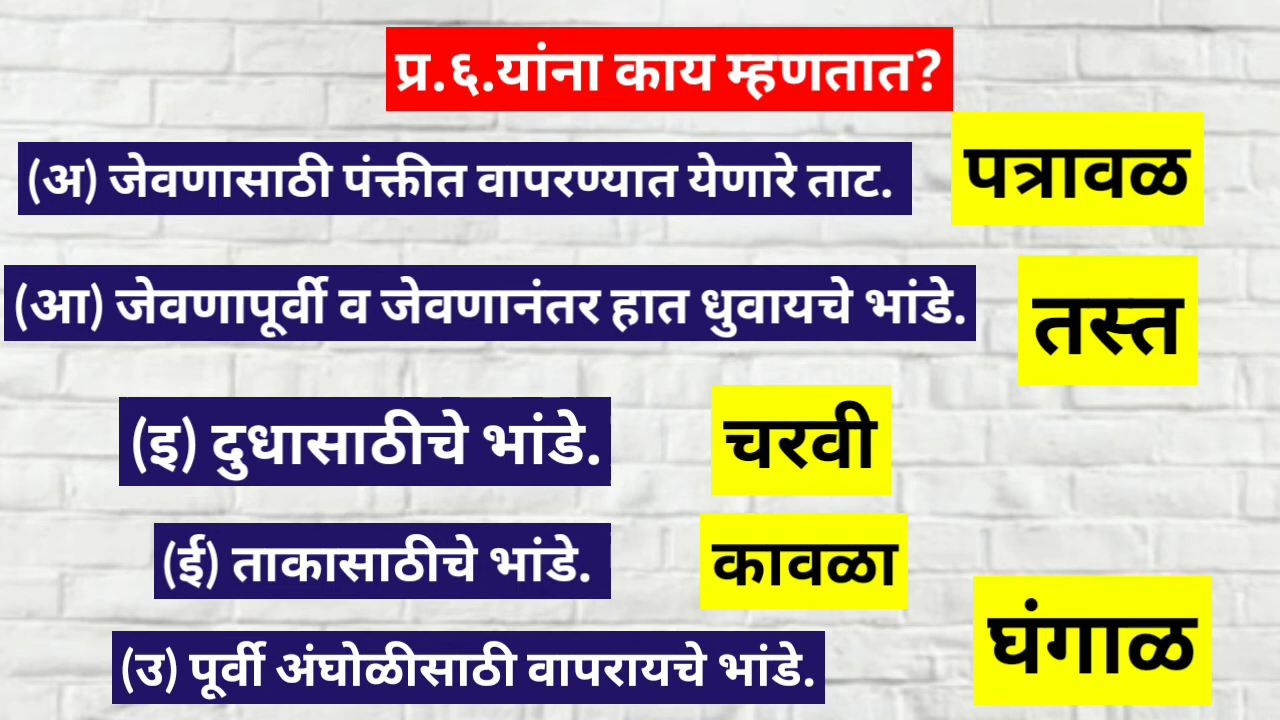 प्र.६.यांना काय म्हणतात?
(अ) जेवणासाठी पंक्तीत वापरण्यात येणारे ताट. पत्रावळ
(आ) जेवणापूर्वी व जेवणानंतर हात धुवायचे भांडे. तस्त
(इ) दुधासाठीचे भांडे. चरवी
(ई) ताकासाठीचे भांडे. कावळा
(उ) पूर्वी अंघोळीसाठी वापरायचे भांडे. घंगाळ